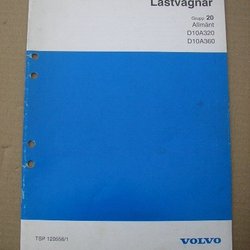 Lastvagnar
Grupp 20
Allmänt
D10A320
D10A360
TSP 120556/1
VOLVO